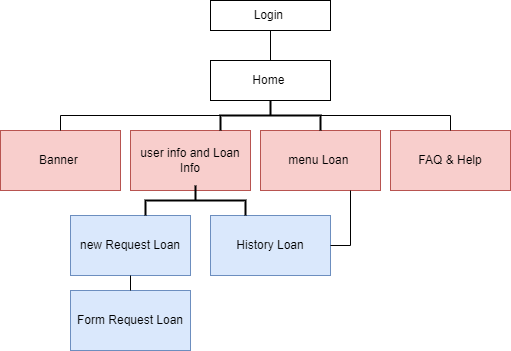 Login
Home
Banner
user info and Loan
Info
menu Loan
FAQ & Help
new Request Loan
History Loan
Form Request Loan